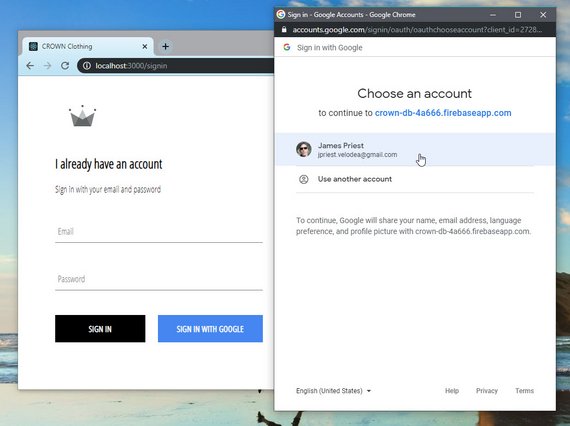 CROWN Clothing
localhost:3000/signin
I already have an account
Sign in with your email and password
Email
Password
SIGN IN
SIGN IN WITH GOOGLE
Sign in - Google Accounts - Google Chrome
accounts.google.com/signin/oauth/oauthchooseaccount?client_id=2728...
Sign in with Google
Choose an account
to continue to crown-db-4a666.firebaseapp.com
James Priest
jpriest.velodea@gmail.com
Use another account
To continue, Google will share your name, email address, language
preference, and profile picture with crown-db-4a666.firebaseapp.com.
English (United States)
Help Privacy Terms